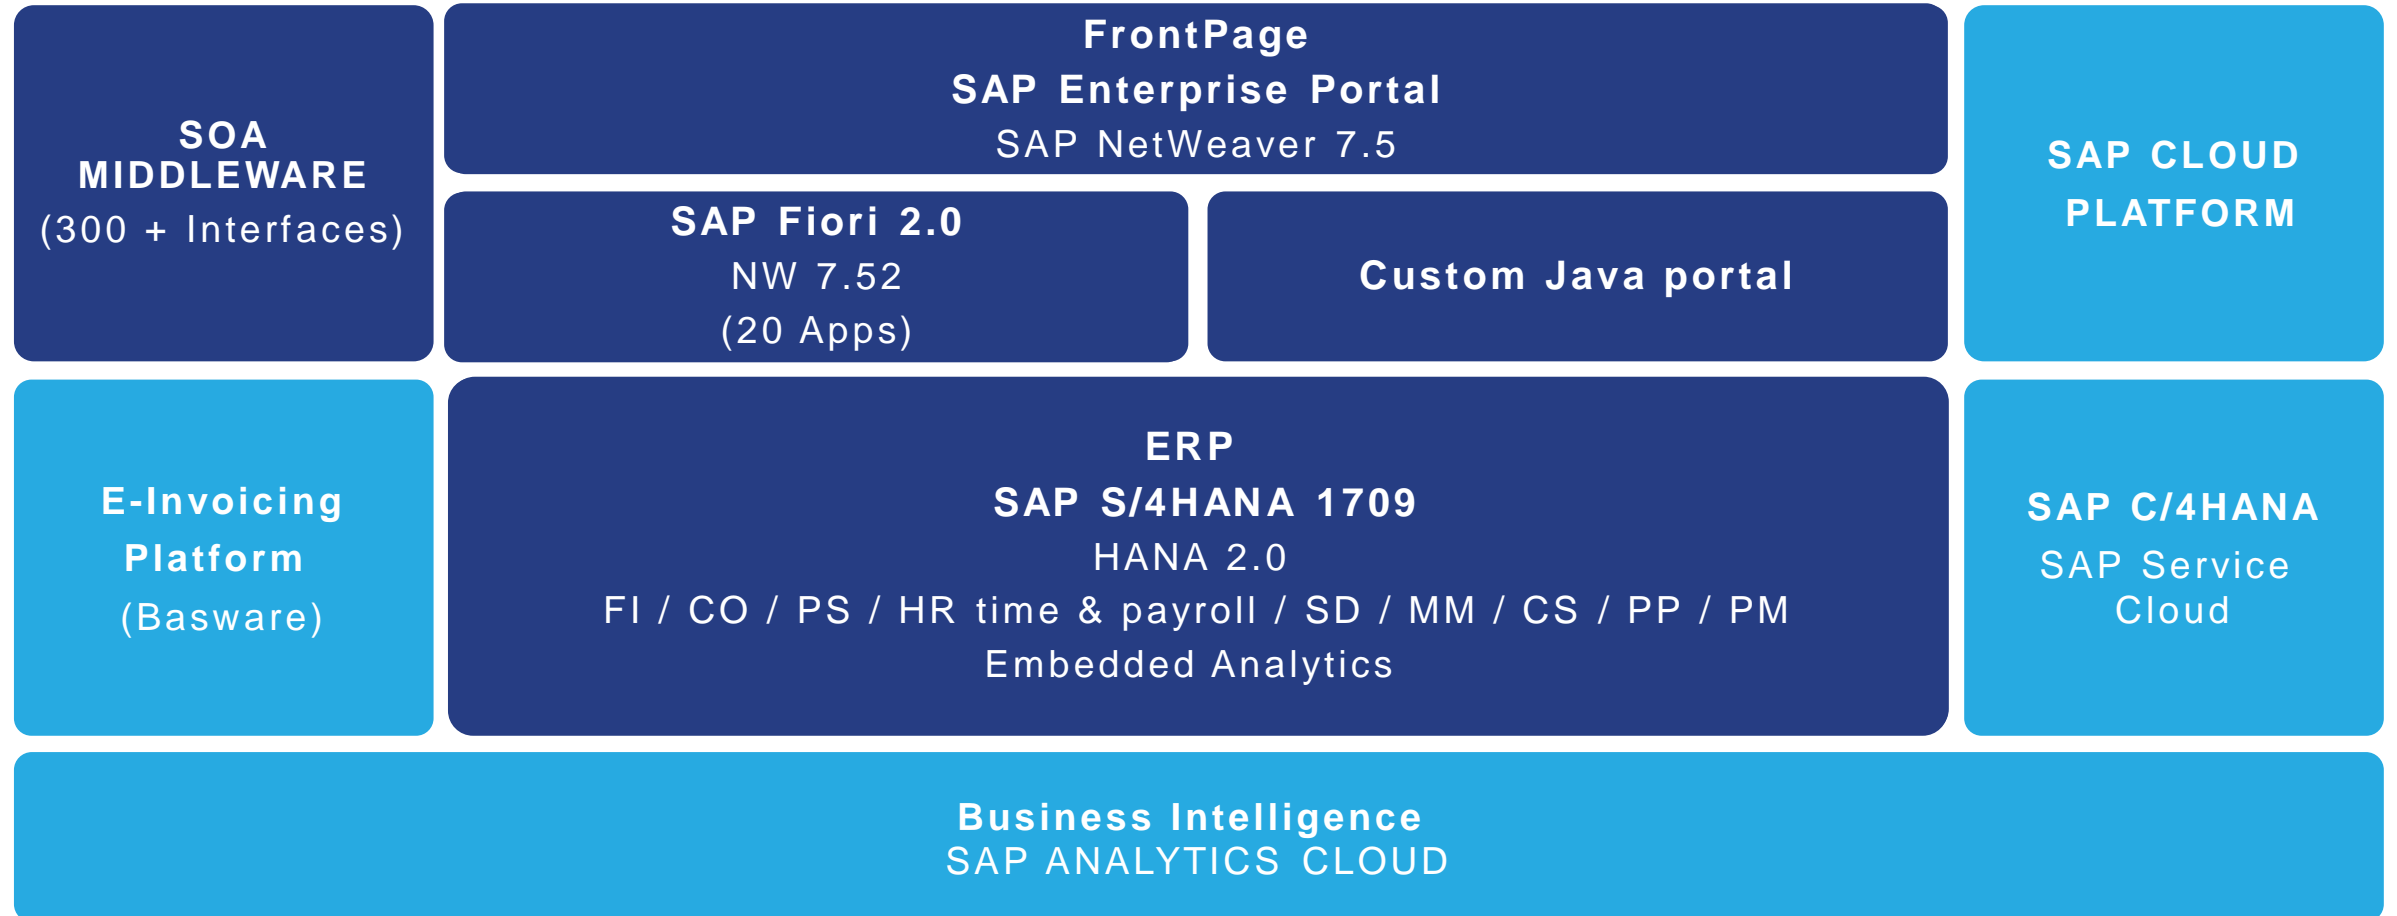 SOA
MIDDLEWARE
(300 + Interfaces)
FrontPage
SAP Enterprise Portal
SAP NetWeaver 7.5
SAP Fiori 2.0
NW 7.52
(20 Apps)
Custom Java portal
SAP CLOUD
PLATFORM
E-Invoicing
Platform
(Basware)
ERP
SAP S/4HANA 1709
HANA 2.0
FI / CO / PS / HR time & payroll / SD / MM / CS / PP / PM
Embedded Analytics
SAP C/4HANA
SAP Service
Cloud
Business Intelligence
SAP ANALYTICS CLOUD